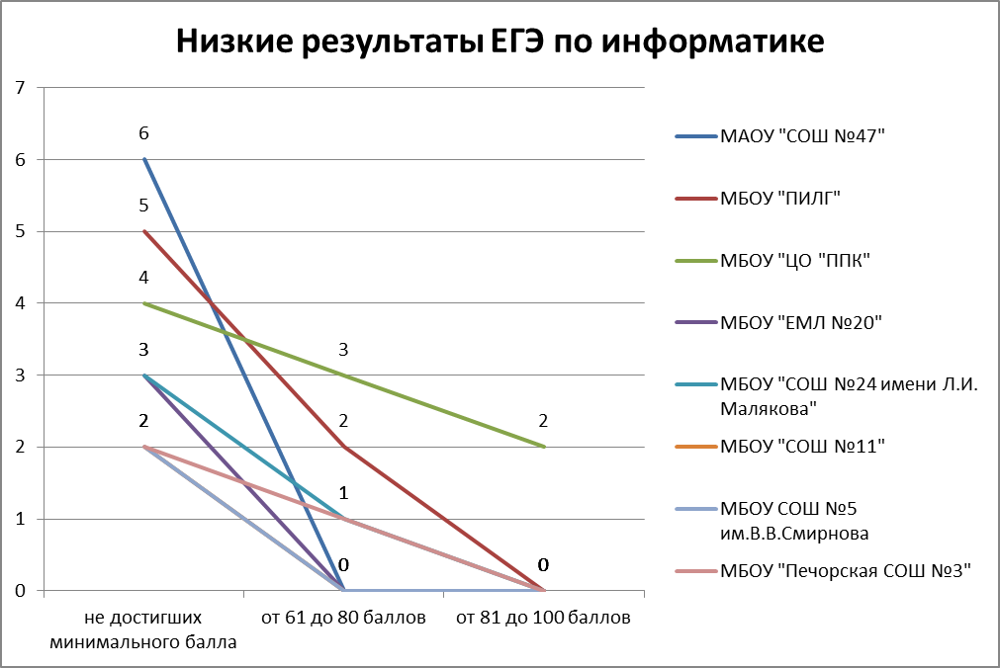 Низкие результаты ЕГЭ по информатике
7
6
5
4
3
2
1
0
6
5
4
3
2
3
2
1
0
2
0
не достигших
минимального балла
от 61 до 80 баллов
от 81 до 100 баллов
МАОУ "СОШ №47"
МБОУ "ПИЛГ"
МБОУ "ЦО "ППК"
МБОУ "ЕМЛ №20"
МБОУ "СОШ №24 имени Л.И.
Малякова"
МБОУ "СОШ №11"
МБОУ СОШ №5
им.В.В.Смирнова
МБОУ "Печорская СОШ №3"